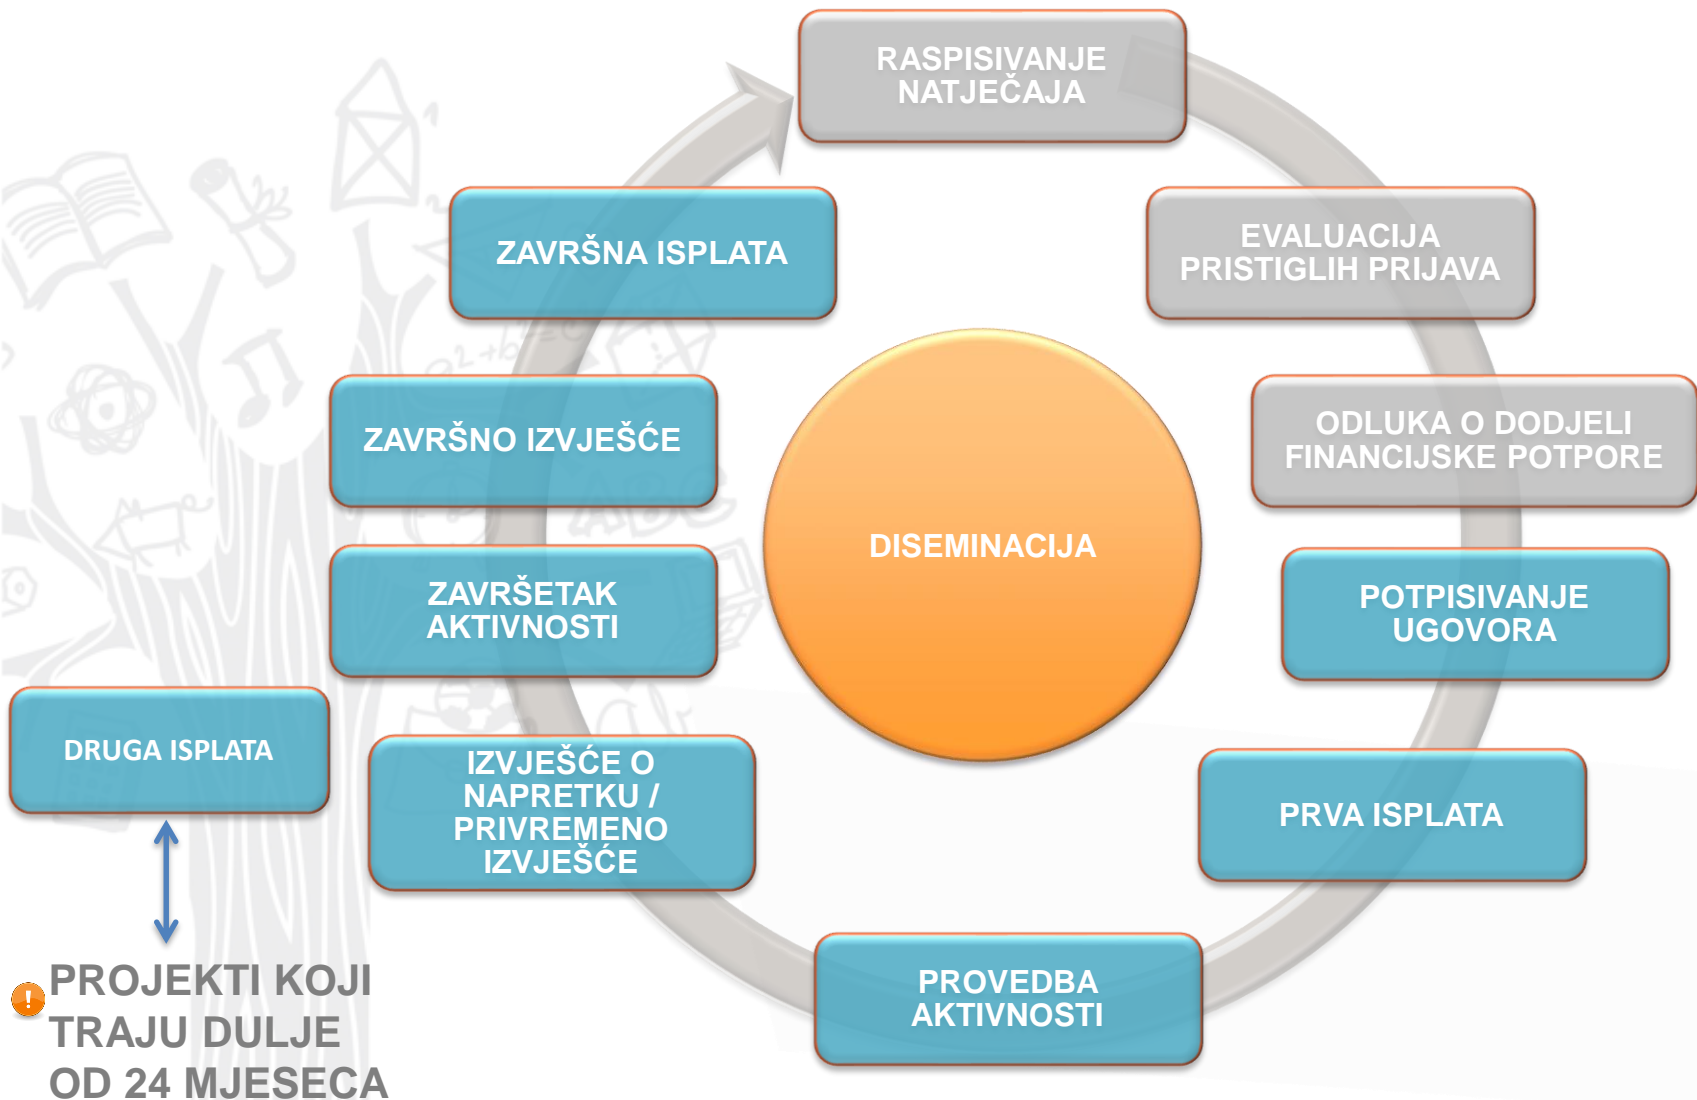 RASPISIVANJE
NATJEČAJA
EVALUACIJA
PRISTIGLIH PRIJAVA
ODLUKA O DODJELI
FINANCIJSKE POTPORE
POTPISIVANJE
UGOVORA
PRVA ISPLATA
PROVEDBA
AKTIVNOSTI
IZVJEŠĆE O
NAPRETKU /
PRIVREMENO
IZVJEŠĆE
ZAVRŠETAK
AKTIVNOSTI
ZAVRŠNO IZVJEŠĆE
ZAVRŠNA ISPLATA
DISEMINACIJA
DRUGA ISPLATA
! PROJEKTI KOJI
TRAJU DULJE
OD 24 MJESECA
ABC